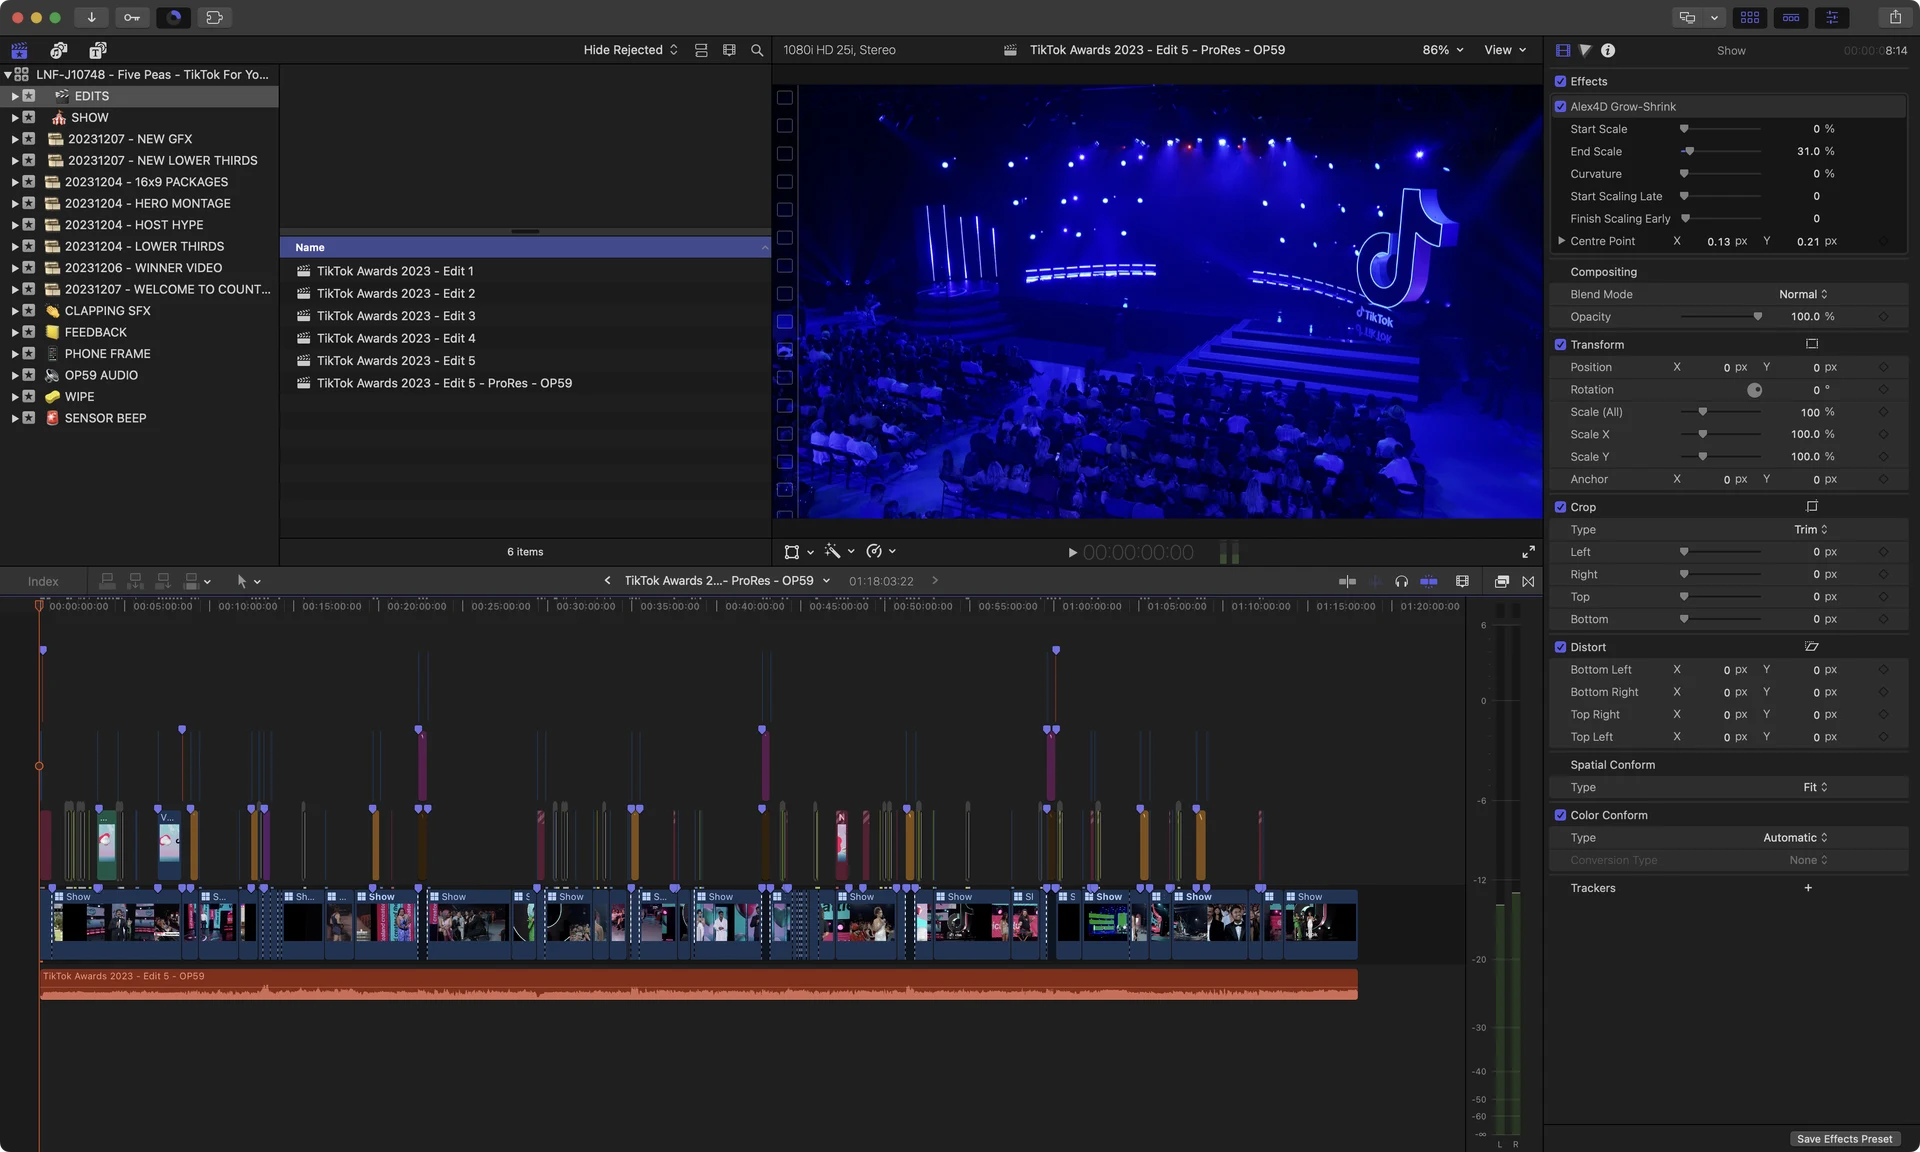 Hide Rejected
1080i HD 25i, Stereo
TikTok Awards 2023 - Edit 5 - ProRes - OP59
86%
View
Show
00:00:08:14
LNF-J10748 - Five Peas - TikTok For Yo...
EDITS
SHOW
20231207 - NEW GFX
20231207 - NEW LOWER THIRDS
20231204 - 16x9 PACKAGES
20231204 - HERO MONTAGE
20231204 - HOST HYPE
20231204 - LOWER THIRDS
20231206 - WINNER VIDEO
20231207 - WELCOME TO COUNT...
CLAPPING SFX
FEEDBACK
PHONE FRAME
OP59 AUDIO
WIPE
SENSOR BEEP
Name
TikTok Awards 2023 - Edit 1
TikTok Awards 2023 - Edit 2
TikTok Awards 2023 - Edit 3
TikTok Awards 2023 - Edit 4
TikTok Awards 2023 - Edit 5
TikTok Awards 2023 - Edit 5 - ProRes - OP59
6 items
TikTok
00:00:00:00
Effects
Alex4D Grow-Shrink
Start Scale 0 %
End Scale 31.0 %
Curvature 0 %
Start Scaling Late 0
Finish Scaling Early 0
Centre Point X 0.13 px Y 0.21 px
Compositing
Blend Mode Normal
Opacity 100.0 %
Transform
Position X 0 px Y 0 px
Rotation 0 °
Scale (All) 100 %
Scale X 100.0 %
Scale Y 100.0 %
Anchor X 0 px Y 0 px
Crop
Type Trim
Left 0 px
Right 0 px
Top 0 px
Bottom 0 px
Distort
Bottom Left X 0 px Y 0 px
Bottom Right X 0 px Y 0 px
Top Right X 0 px Y 0 px
Top Left X 0 px Y 0 px
Spatial Conform
Type Fit
Color Conform
Type Automatic
Conversion Type None
Trackers +
Save Effects Preset
Index
TikTok Awards 2...- ProRes - OP59
01:18:03:22
00:00:00:00 00:05:00:00 00:10:00:00 00:15:00:00 00:20:00:00 00:25:00:00 00:30:00:00 00:35:00:00 00:40:00:00 00:45:00:00 00:50:00:00 00:55:00:00 01:00:00:00 01:05:00:00 01:10:00:00 01:15:00:00 01:20:00:00
... V... N
Show S... Sh... ... Show Show S Show S... Show Show Show Sl S Show Show Show
TikTok Awards 2023 - Edit 5 - OP59
6
0
-6
-12
-20
-30
-40
-50
-60
-∞
L R